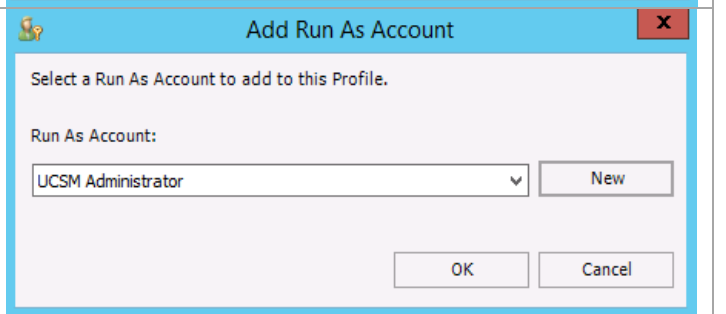 Add Run As Account
x
Select a Run As Account to add to this Profile.
Run As Account:
UCSM Administrator
New
OK
Cancel